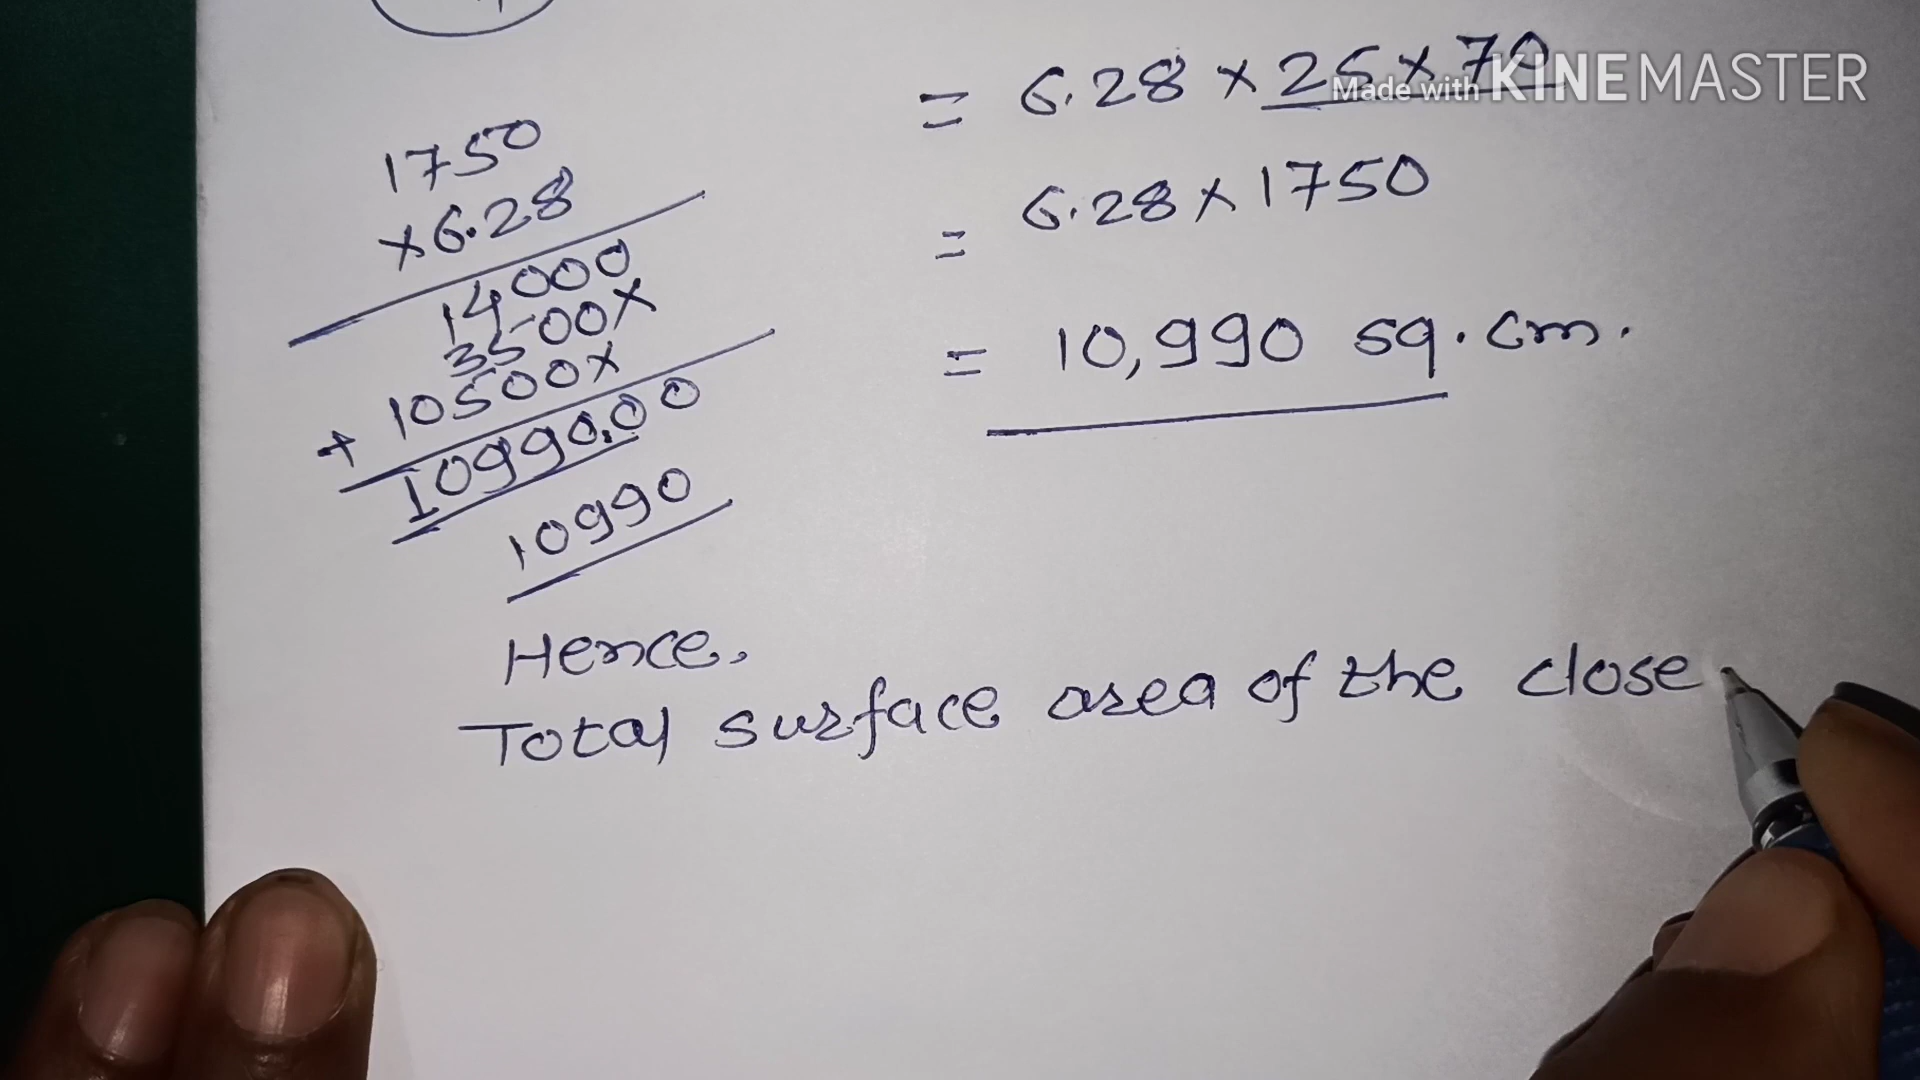 = 6.28 × 25 × 70
Made with KINEMASTER
= 6.28 × 1750
= 10,990 sq. cm.
1750
×6.28
14000
3500×
+ 10500×
10990.00
10990
Hence,
Total surface area of the close